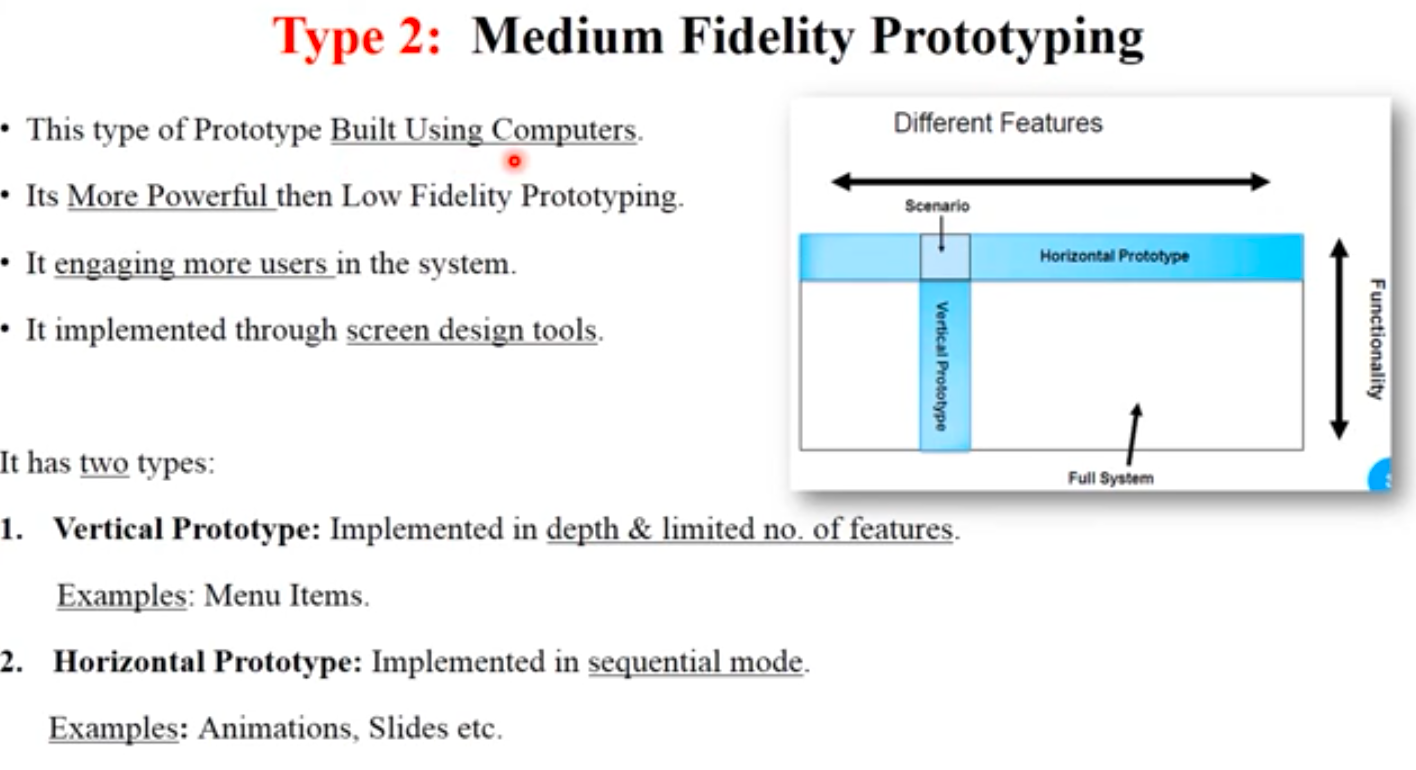 Type 2: Medium Fidelity Prototyping
• This type of Prototype Built Using Computers.
• Its More Powerful then Low Fidelity Prototyping.
• It engaging more users in the system.
• It implemented through screen design tools.
Different Features
Scenario
Horizontal Prototype
Vertical Prototype
Functionality
Full System
It has two types:
1. Vertical Prototype: Implemented in depth & limited no. of features.
Examples: Menu Items.
2. Horizontal Prototype: Implemented in sequential mode.
Examples: Animations, Slides etc.